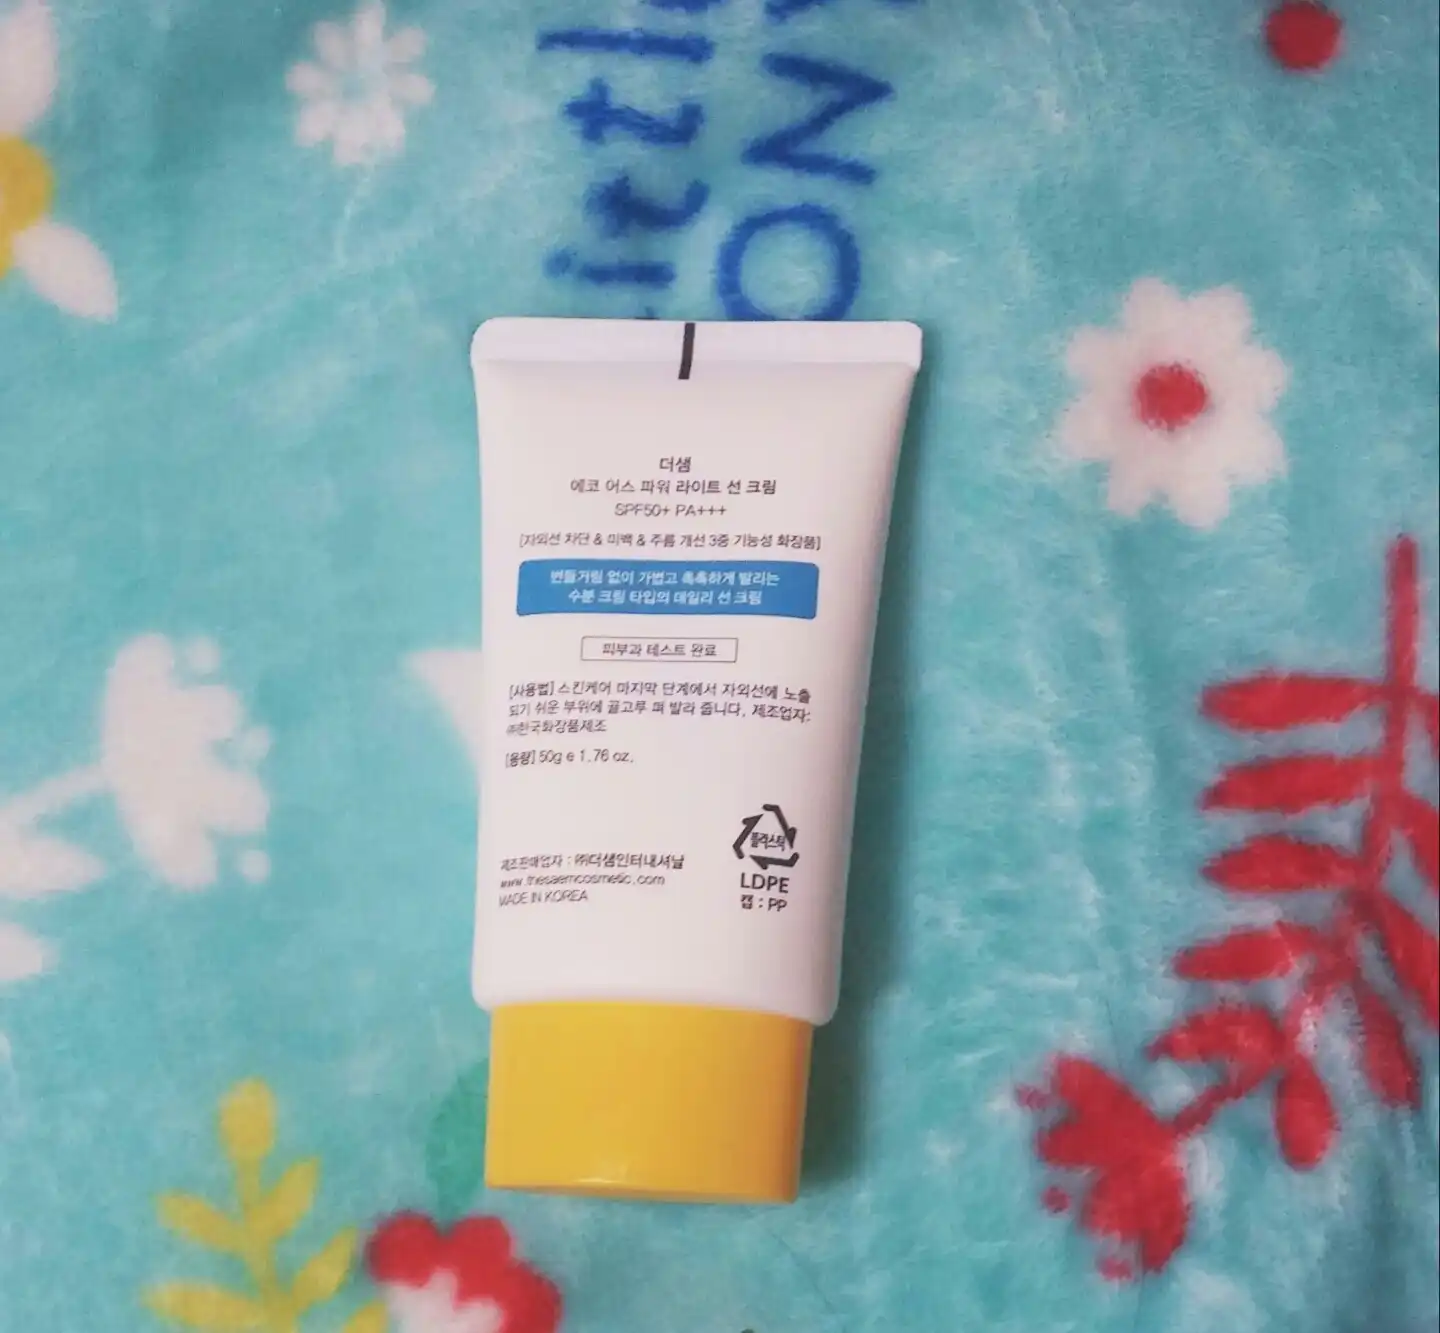 더샘
에코 어스 파워 라이트 선 크림
SPF50+ PA+++
[자외선 차단 & 미백 & 주름 개선 3중 기능성 화장품]
번들거림 없이 가볍고 촉촉하게 발리는
수분 크림 타입의 데일리 선 크림
피부과 테스트 완료
[사용법] 스킨케어 마지막 단계에서 자외선에 노출
되기 쉬운 부위에 골고루 펴 발라 줍니다. 제조업자:
㈜한국화장품제조
[용량] 50g e 1.76 oz.
플라스틱
LDPE
캡 : PP
제조판매업자 : ㈜더샘인터내셔날
www.thesaemcosmetic.com
MADE IN KOREA